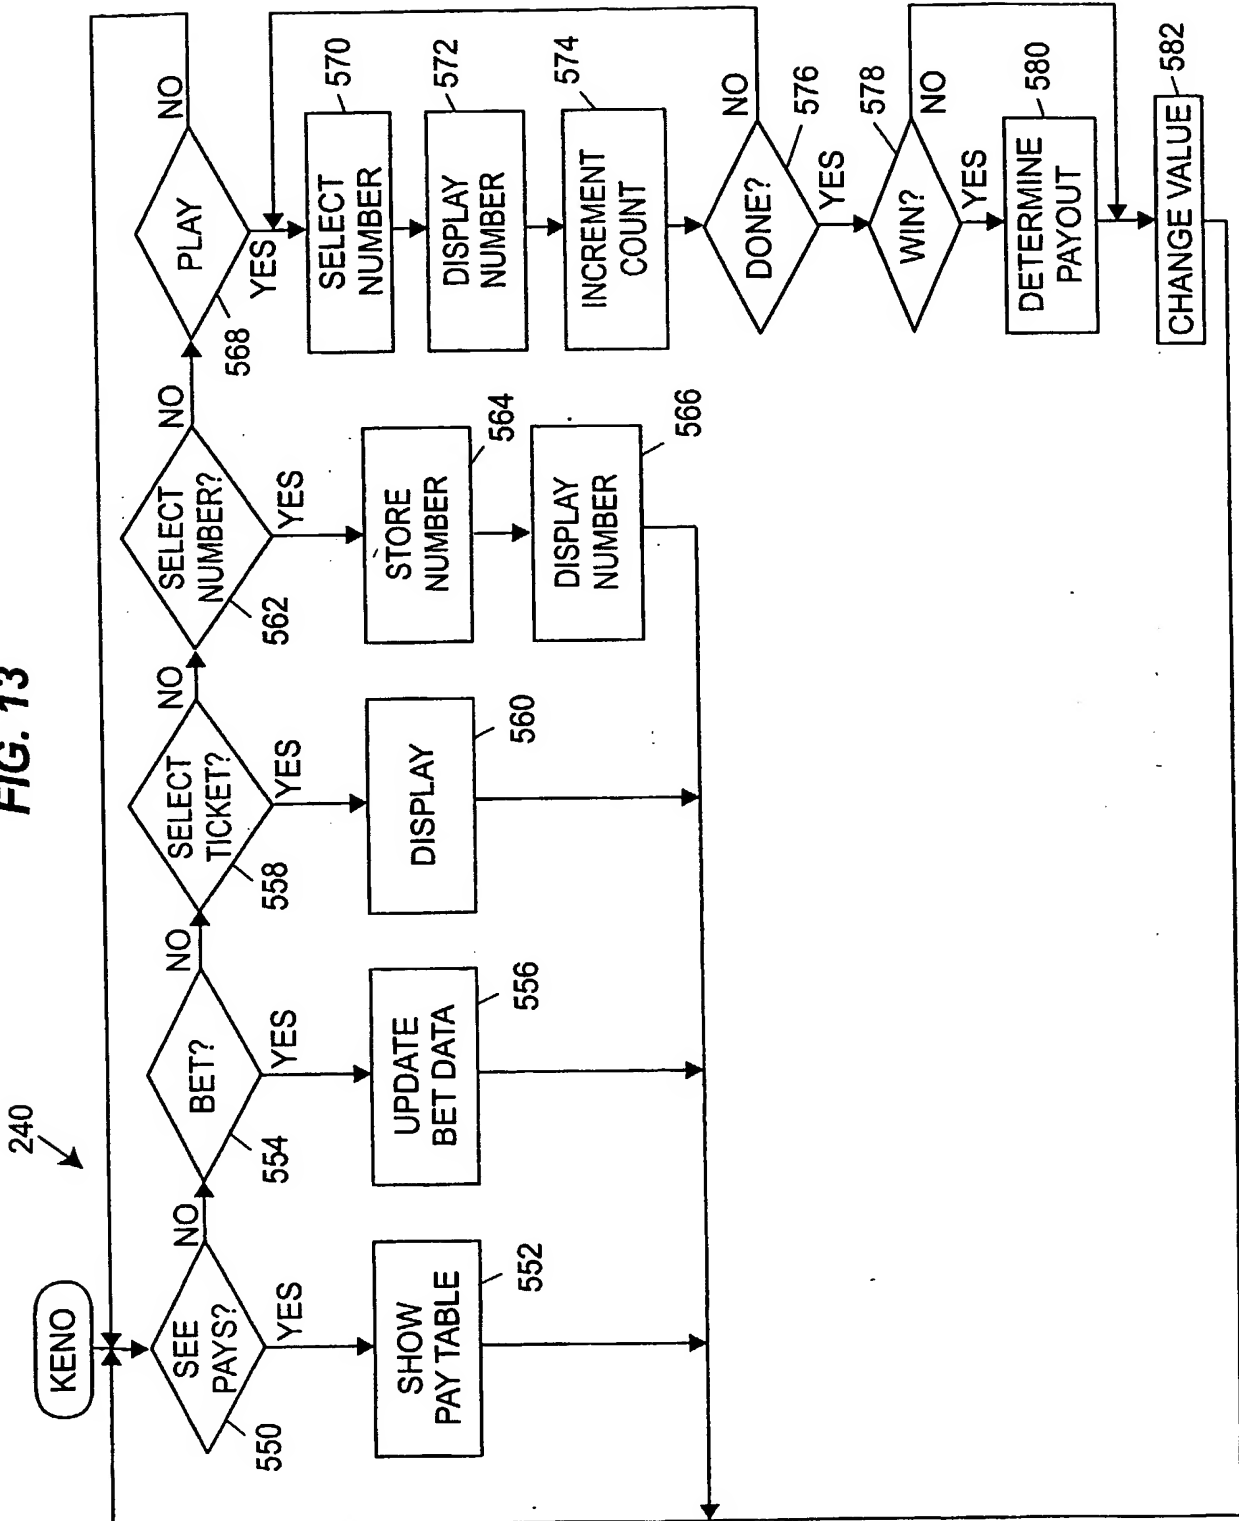 FIG. 13
240
KENO
SEE
PAYS?
550
NO
YES
SHOW
PAY TABLE
552
BET?
554
NO
YES
UPDATE
BET DATA
556
SELECT
TICKET?
558
NO
YES
DISPLAY
560
SELECT
NUMBER?
562
NO
YES
STORE
NUMBER
564
DISPLAY
NUMBER
566
PLAY
568
NO
YES
SELECT
NUMBER
570
DISPLAY
NUMBER
572
INCREMENT
COUNT
574
DONE?
576
NO
YES
WIN?
578
NO
YES
DETERMINE
PAYOUT
580
CHANGE VALUE
582